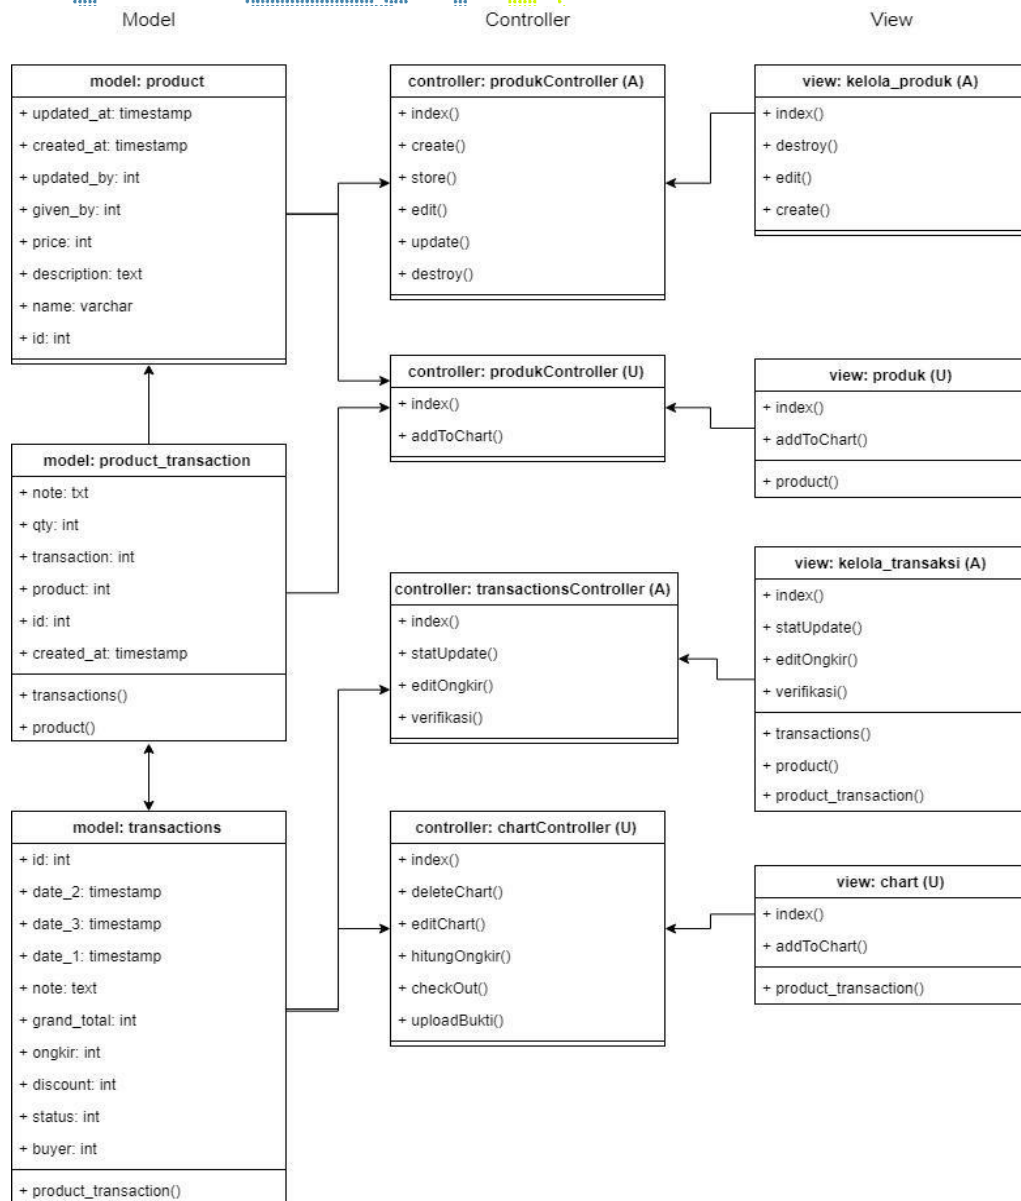 Model
Controller
View
model: product
+ updated_at: timestamp
+ created_at: timestamp
+ updated_by: int
+ given_by: int
+ price: int
+ description: text
+ name: varchar
+ id: int
model: product_transaction
+ note: txt
+ qty: int
+ transaction: int
+ product: int
+ id: int
+ created_at: timestamp
+ transactions()
+ product()
model: transactions
+ id: int
+ date_2: timestamp
+ date_3: timestamp
+ date_1: timestamp
+ note: text
+ grand_total: int
+ ongkir: int
+ discount: int
+ status: int
+ buyer: int
+ product_transaction()
controller: produkController (A)
+ index()
+ create()
+ store()
+ edit()
+ update()
+ destroy()
controller: produkController (U)
+ index()
+ addToChart()
controller: transactionsController (A)
+ index()
+ statUpdate()
+ editOngkir()
+ verifikasi()
controller: chartController (U)
+ index()
+ deleteChart()
+ editChart()
+ hitungOngkir()
+ checkOut()
+ uploadBukti()
view: kelola_produk (A)
+ index()
+ destroy()
+ edit()
+ create()
view: produk (U)
+ index()
+ addToChart()
+ product()
view: kelola_transaksi (A)
+ index()
+ statUpdate()
+ editOngkir()
+ verifikasi()
+ transactions()
+ product()
+ product_transaction()
view: chart (U)
+ index()
+ addToChart()
+ product_transaction()